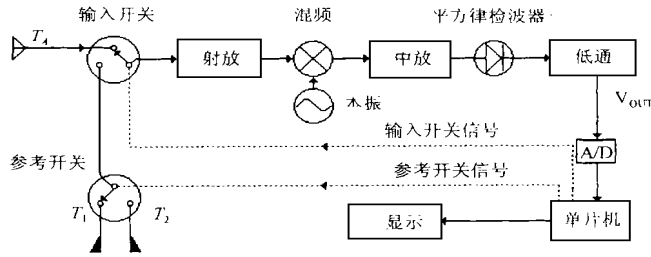 输入开关
混频
平方律检波器
T_A
射放
中放
低通
本振
V_OUT
输入开关信号
A/D
参考开关
参考开关信号
T_1
T_2
显示
单片机